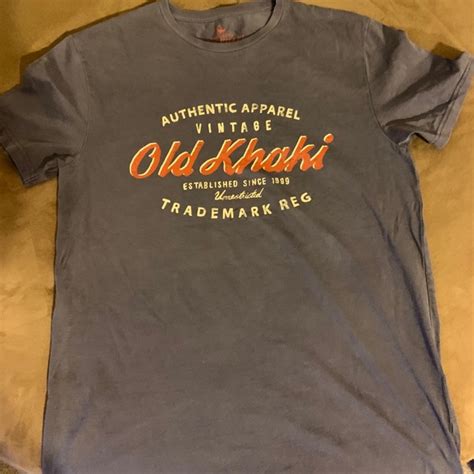 AUTHENTIC APPAREL
VINTAGE
Old Khaki
ESTABLISHED SINCE 1999
Unrestricted
TRADEMARK REG